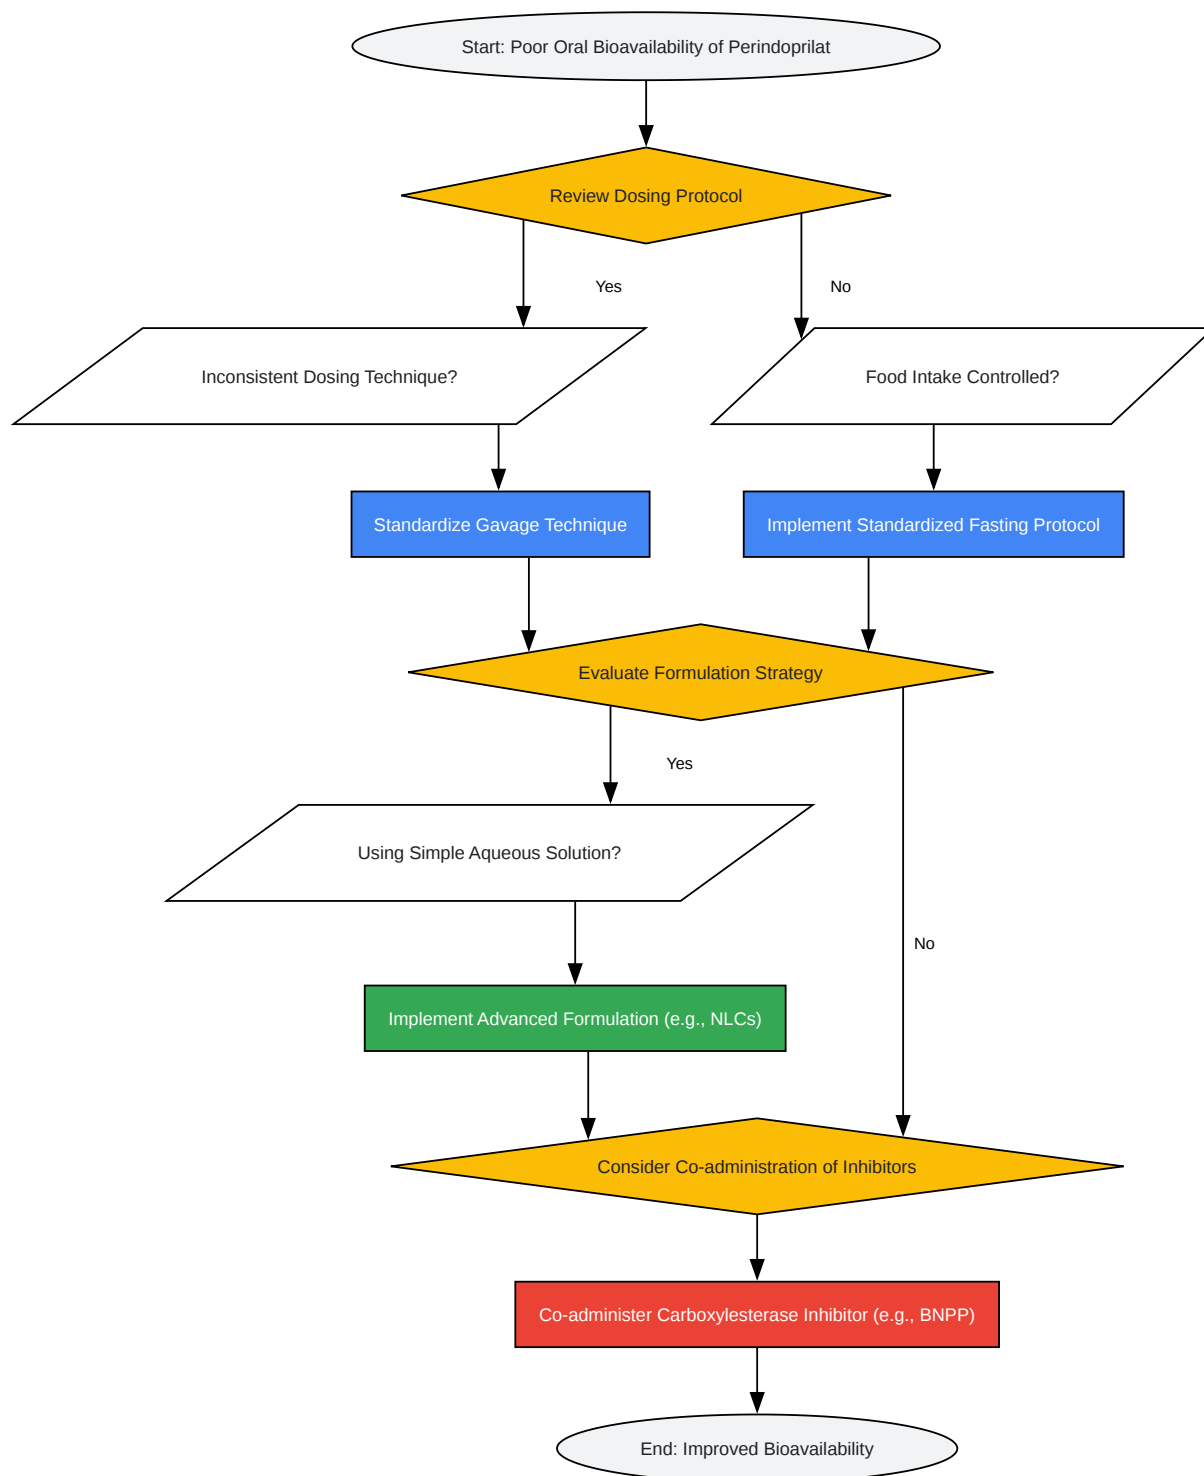 Start: Poor Oral Bioavailability of Perindoprilat
Review Dosing Protocol
Yes
No
Inconsistent Dosing Technique?
Food Intake Controlled?
Standardize Gavage Technique
Implement Standardized Fasting Protocol
Evaluate Formulation Strategy
Yes
Using Simple Aqueous Solution?
No
Implement Advanced Formulation (e.g., NLCs)
Consider Co-administration of Inhibitors
Co-administer Carboxylesterase Inhibitor (e.g., BNPP)
End: Improved Bioavailability